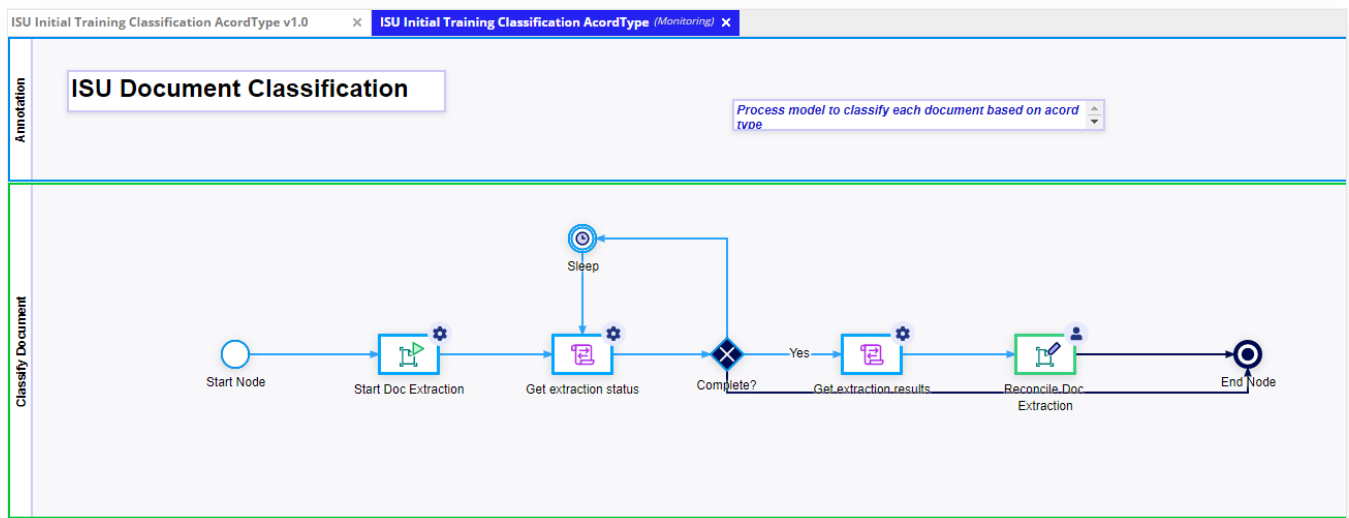 ISU Initial Training Classification AcordType v1.0
ISU Initial Training Classification AcordType (Monitoring)
Annotation
ISU Document Classification
Process model to classify each document based on acord
type
Classify Document
Sleep
Yes
Start Node
Start Doc Extraction
Get extraction status
Complete?
Get extraction results
Reconcile Doc
Extraction
End Node